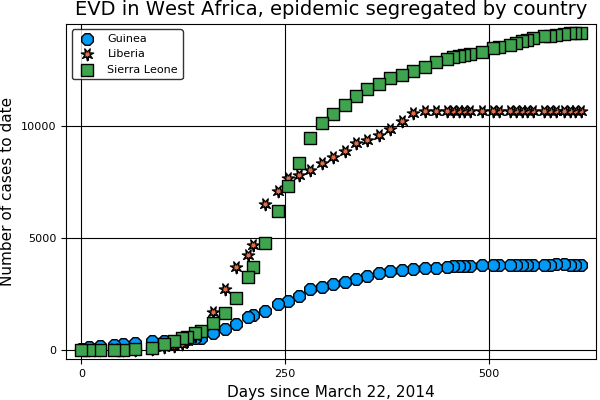 EVD in West Africa, epidemic segregated by country
Guinea
Liberia
Sierra Leone
Number of cases to date
10000
5000
0
0
250
500
Days since March 22, 2014